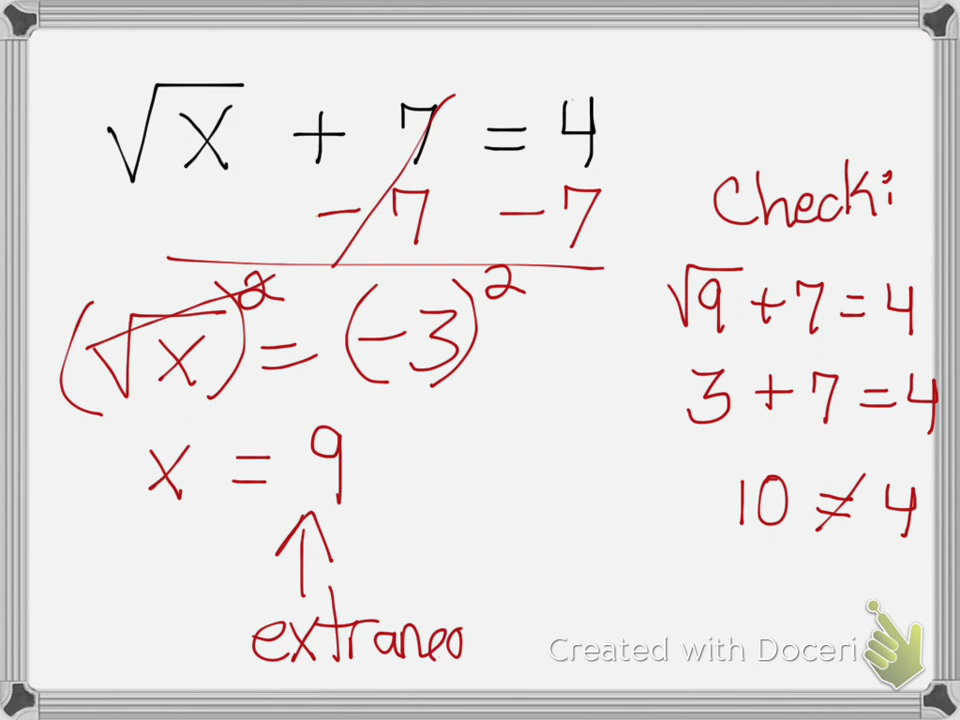 √x + 7 = 4
- 7 - 7
(√x)² = (-3)²
x = 9
↑
extraneo
Check:
√9 + 7 = 4
3 + 7 = 4
10 ≠ 4
Created with Doceri